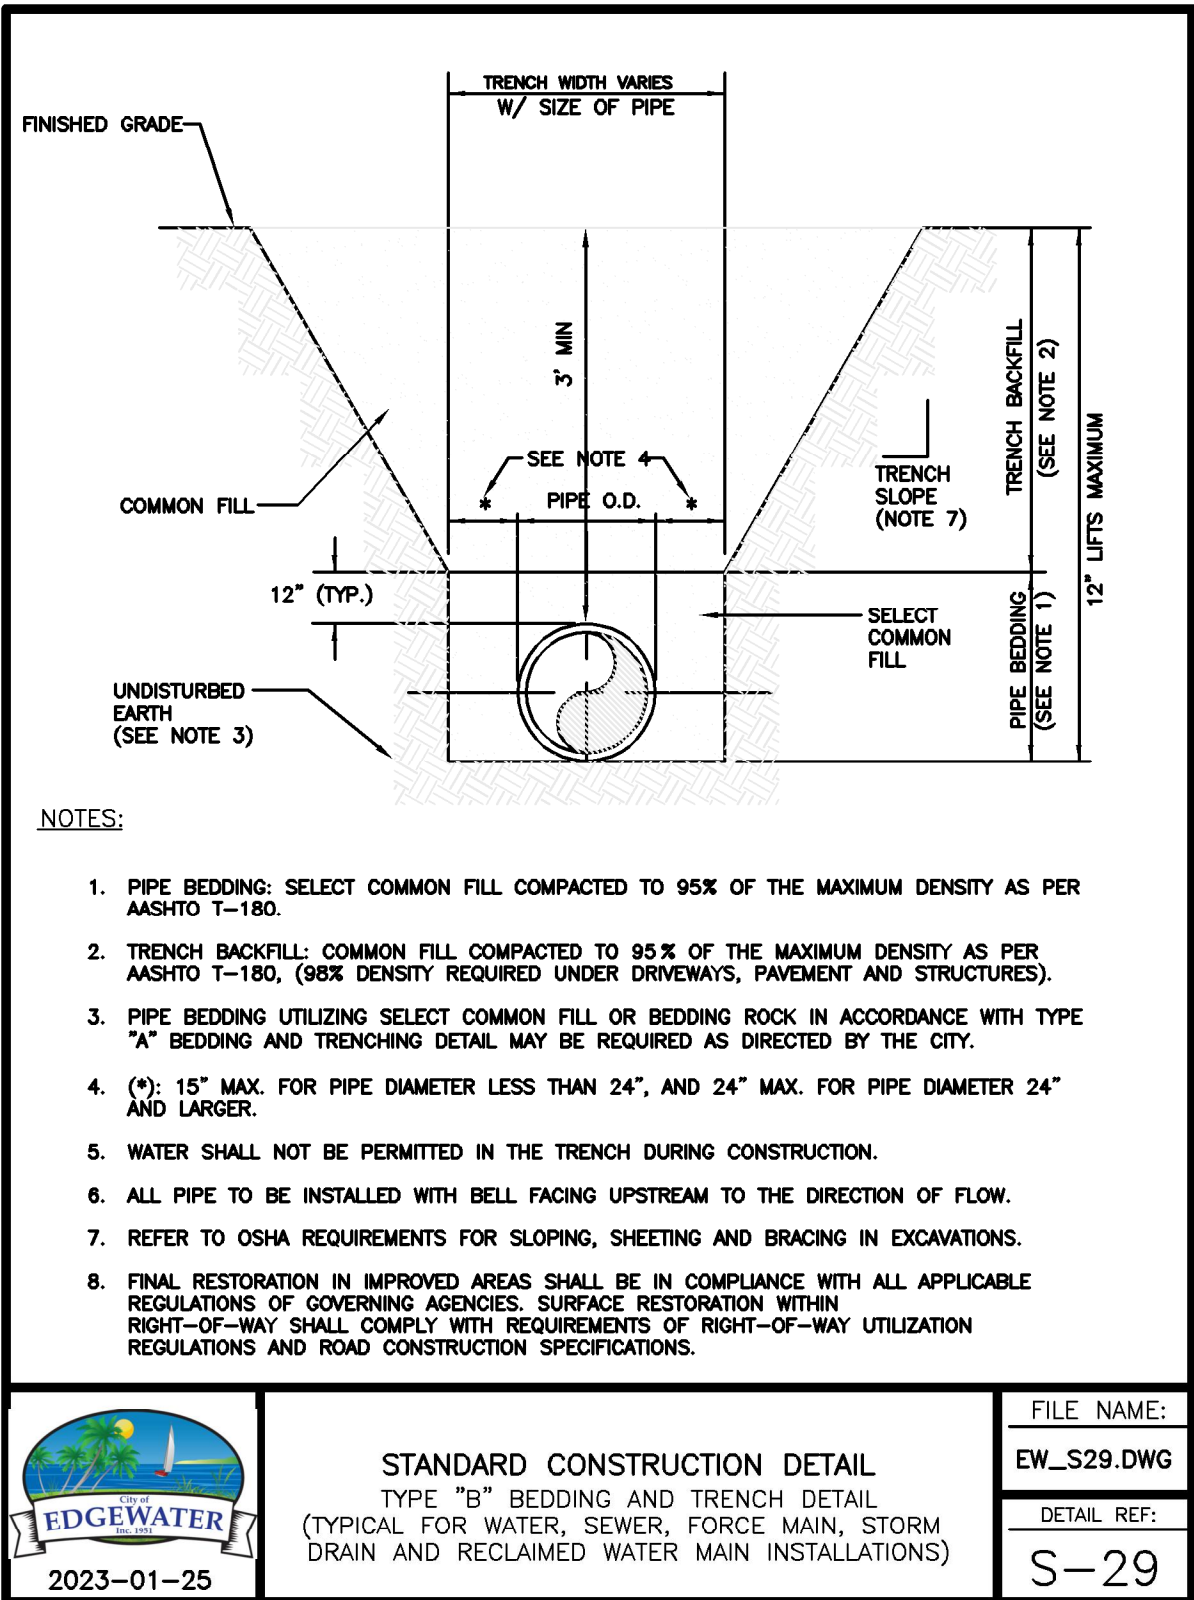 TRENCH WIDTH VARIES
W/ SIZE OF PIPE
FINISHED GRADE
3' MIN
TRENCH BACKFILL
(SEE NOTE 2)
12" LIFTS MAXIMUM
SEE NOTE 4
* PIPE O.D. *
TRENCH
SLOPE
(NOTE 7)
COMMON FILL
12" (TYP.)
SELECT
COMMON
FILL
PIPE BEDDING
(SEE NOTE 1)
UNDISTURBED
EARTH
(SEE NOTE 3)
NOTES:
1. PIPE BEDDING: SELECT COMMON FILL COMPACTED TO 95% OF THE MAXIMUM DENSITY AS PER
AASHTO T-180.
2. TRENCH BACKFILL: COMMON FILL COMPACTED TO 95% OF THE MAXIMUM DENSITY AS PER
AASHTO T-180, (98% DENSITY REQUIRED UNDER DRIVEWAYS, PAVEMENT AND STRUCTURES).
3. PIPE BEDDING UTILIZING SELECT COMMON FILL OR BEDDING ROCK IN ACCORDANCE WITH TYPE
"A" BEDDING AND TRENCHING DETAIL MAY BE REQUIRED AS DIRECTED BY THE CITY.
4. (*): 15" MAX. FOR PIPE DIAMETER LESS THAN 24", AND 24" MAX. FOR PIPE DIAMETER 24"
AND LARGER.
5. WATER SHALL NOT BE PERMITTED IN THE TRENCH DURING CONSTRUCTION.
6. ALL PIPE TO BE INSTALLED WITH BELL FACING UPSTREAM TO THE DIRECTION OF FLOW.
7. REFER TO OSHA REQUIREMENTS FOR SLOPING, SHEETING AND BRACING IN EXCAVATIONS.
8. FINAL RESTORATION IN IMPROVED AREAS SHALL BE IN COMPLIANCE WITH ALL APPLICABLE
REGULATIONS OF GOVERNING AGENCIES. SURFACE RESTORATION WITHIN
RIGHT-OF-WAY SHALL COMPLY WITH REQUIREMENTS OF RIGHT-OF-WAY UTILIZATION
REGULATIONS AND ROAD CONSTRUCTION SPECIFICATIONS.
City of
EDGEWATER
Inc. 1951
2023-01-25
STANDARD CONSTRUCTION DETAIL
TYPE "B" BEDDING AND TRENCH DETAIL
(TYPICAL FOR WATER, SEWER, FORCE MAIN, STORM
DRAIN AND RECLAIMED WATER MAIN INSTALLATIONS)
FILE NAME:
EW_S29.DWG
DETAIL REF:
S-29